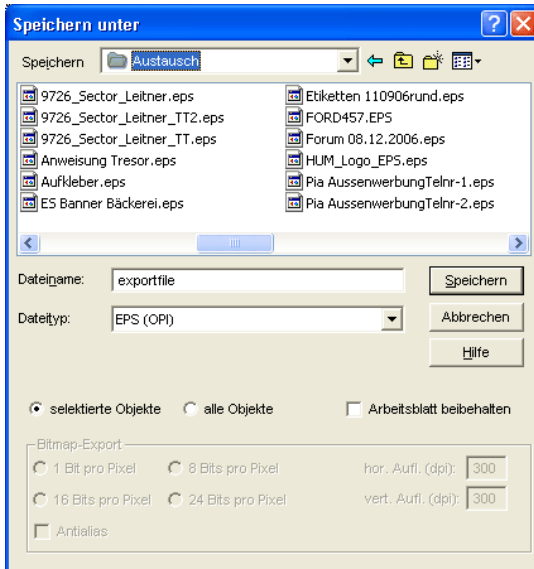 Speichern unter
Speichern
Austausch
9726_Sector_Leitner.eps
9726_Sector_Leitner_TT2.eps
9726_Sector_Leitner_TT.eps
Anweisung Tresor.eps
Aufkleber.eps
ES Banner Bäckerei.eps
Etiketten 110906rund.eps
FORD457.EPS
Forum 08.12.2006.eps
HUM_Logo_EPS.eps
Pia AussenwerbungTelnr-1.eps
Pia AussenwerbungTelnr-2.eps
Dateiname: exportfile
Speichern
Dateityp: EPS (OPI)
Abbrechen
Hilfe
selektierte Objekte alle Objekte Arbeitsblatt beibehalten
Bitmap-Export
1 Bit pro Pixel 8 Bits pro Pixel hor. Aufl. (dpi): 300
16 Bits pro Pixel 24 Bits pro Pixel vert. Aufl. (dpi): 300
Antialias